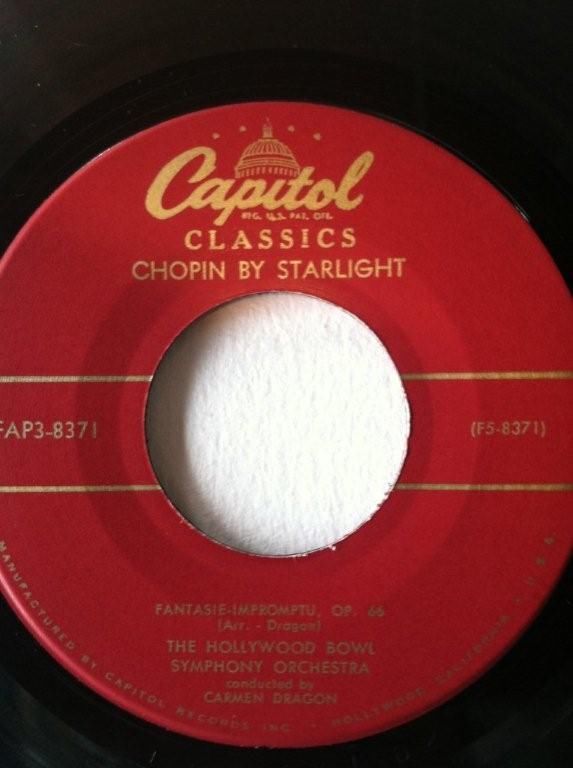 Capitol
REG. U.S. PAT. OFF.
CLASSICS
CHOPIN BY STARLIGHT
FAP3-8371
(F5-8371)
FANTASIE-IMPROMPTU, OP. 66
(Arr. - Dragon)
THE HOLLYWOOD BOWL
SYMPHONY ORCHESTRA
conducted by
CARMEN DRAGON
MANUFACTURED BY CAPITOL RECORDS INC. • HOLLYWOOD, CALIFORNIA • U.S.A.